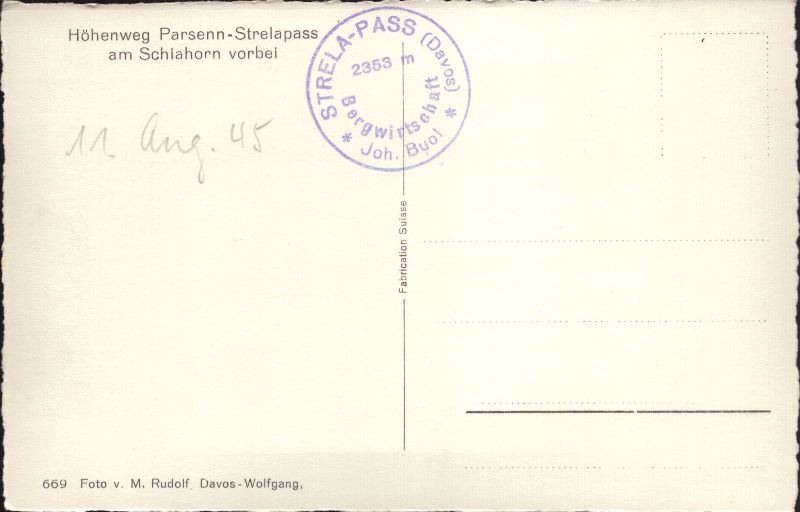 Höhenweg Parsenn-Strelapass
am Schiahorn vorbei
STRELA-PASS (Davos)
2353 m
Bergwirtschaft
* Joh. Buol *
11 Aug. 45
Fabrication Suisse
669 Foto v. M. Rudolf, Davos-Wolfgang,